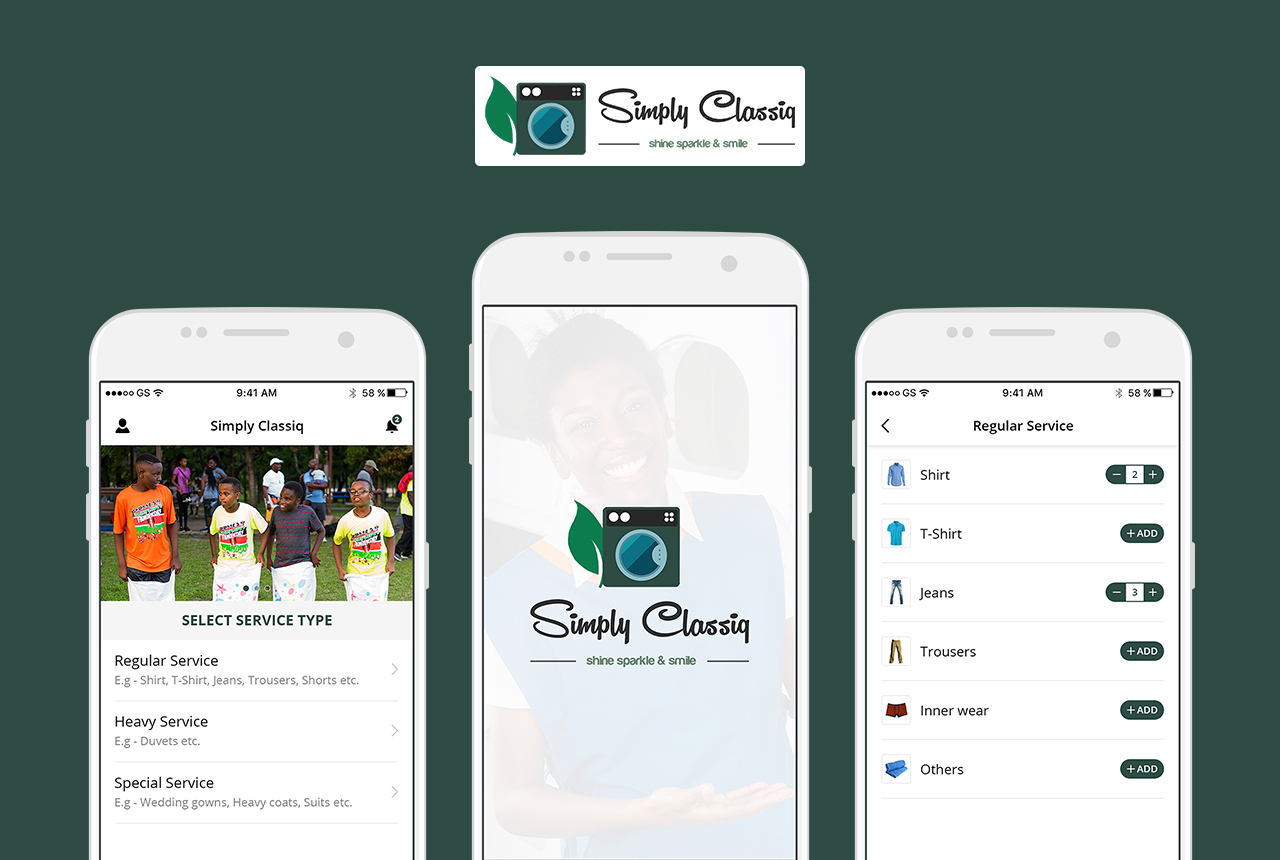 Simply Classiq
shine sparkle & smile
GS 9:41 AM 58 %
Simply Classiq
2
SELECT SERVICE TYPE
Regular Service
E.g - Shirt, T-Shirt, Jeans, Trousers, Shorts etc.
Heavy Service
E.g - Duvets etc.
Special Service
E.g - Wedding gowns, Heavy coats, Suits etc.
Simply Classiq
shine sparkle & smile
GS 9:41 AM 58 %
Regular Service
Shirt − 2 +
T-Shirt + ADD
Jeans − 3 +
Trousers + ADD
Inner wear + ADD
Others + ADD